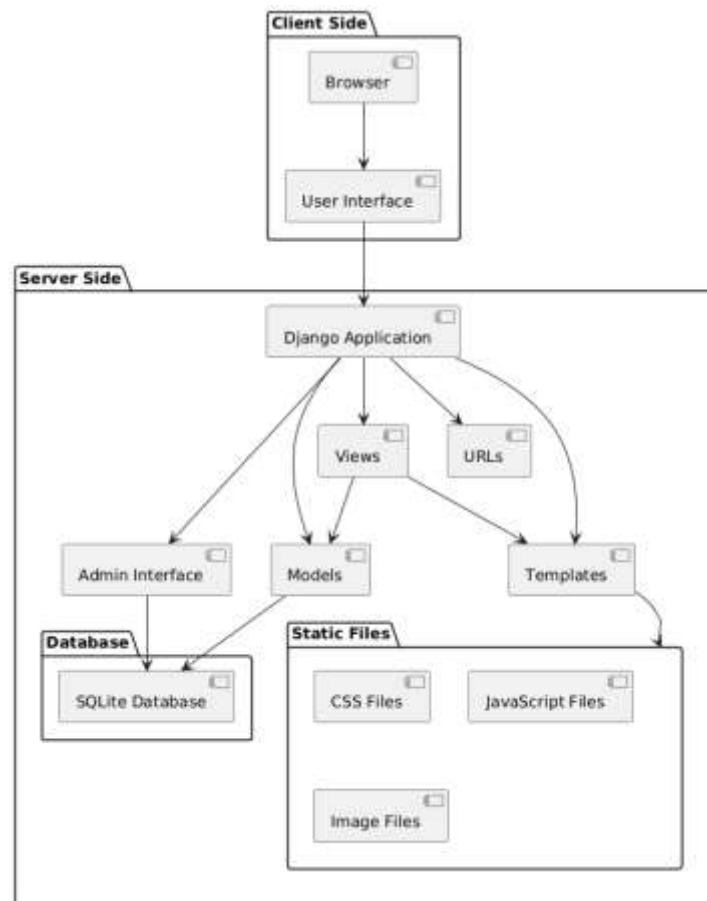 Client Side
Browser
User Interface
Server Side
Django Application
Views
URLs
Admin Interface
Models
Templates
Database
SQLite Database
Static Files
CSS Files
JavaScript Files
Image Files